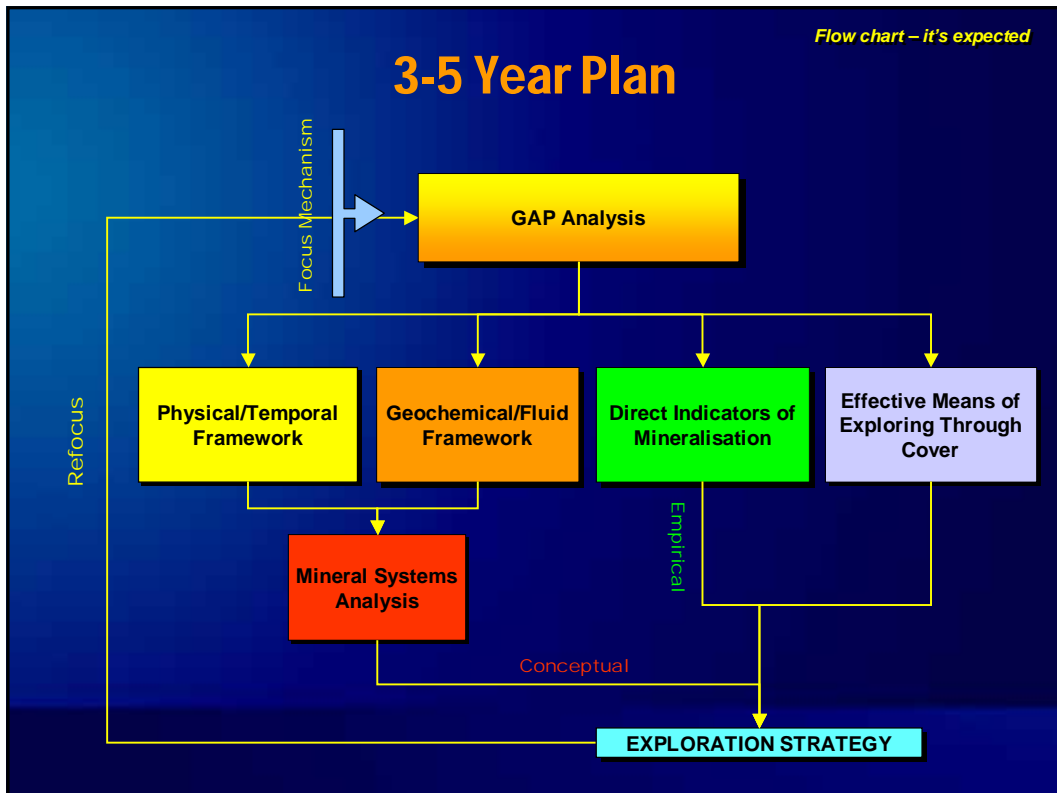 Flow chart – it's expected
3-5 Year Plan
Focus Mechanism
GAP Analysis
Physical/Temporal
Framework
Geochemical/Fluid
Framework
Direct Indicators of
Mineralisation
Effective Means of
Exploring Through
Cover
Refocus
Empirical
Mineral Systems
Analysis
Conceptual
EXPLORATION STRATEGY